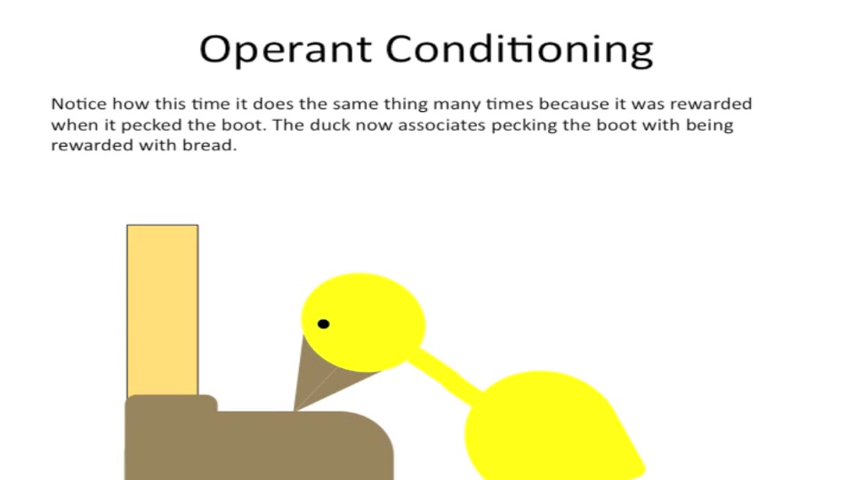 Operant Conditioning
Notice how this time it does the same thing many times because it was rewarded
when it pecked the boot. The duck now associates pecking the boot with being
rewarded with bread.